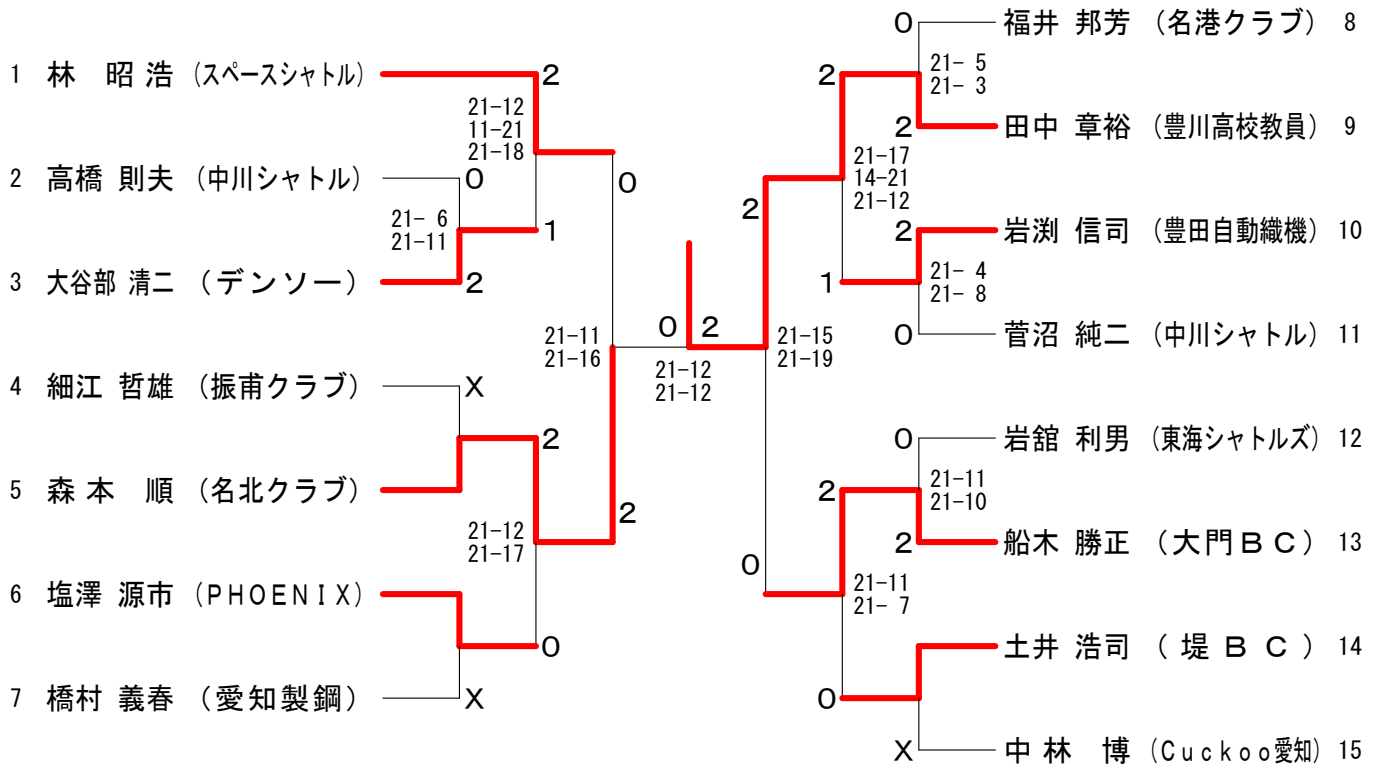 1 林 昭 浩 (スペースシャトル)
2
21-12
11-21
21-18
2 高橋 則夫 (中川シャトル)
0
0
21- 6
21-11
1
3 大谷部 清二 (デンソー)
2
21-11
21-16
4 細江 哲雄 (振甫クラブ)
X
2
5 森 本 順 (名北クラブ)
2
21-12
21-17
6 塩澤 源市 (PHOENIX)
0
7 橋村 義春 (愛知製鋼)
X
0 2
21-12
21-12
0 福井 邦芳 (名港クラブ) 8
2
21- 5
21- 3
2 田中 章裕 (豊川高校教員) 9
21-17
14-21
21-12
2
2 岩渕 信司 (豊田自動織機) 10
1
21- 4
21- 8
0 菅沼 純二 (中川シャトル) 11
21-15
21-19
0 岩舘 利男 (東海シャトルズ) 12
2
21-11
21-10
2 船木 勝正 (大門BC) 13
0
21-11
21- 7
土井 浩司 (堤BC) 14
0
X 中 林 博 (Cuckoo愛知) 15